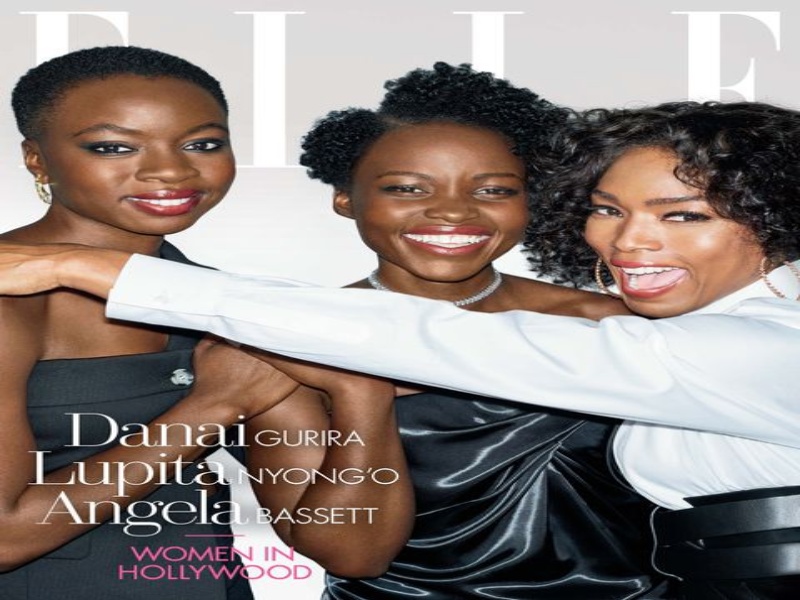 ELLE
Danai GURIRA
Lupita NYONG'O
Angela BASSETT
WOMEN IN
HOLLYWOOD